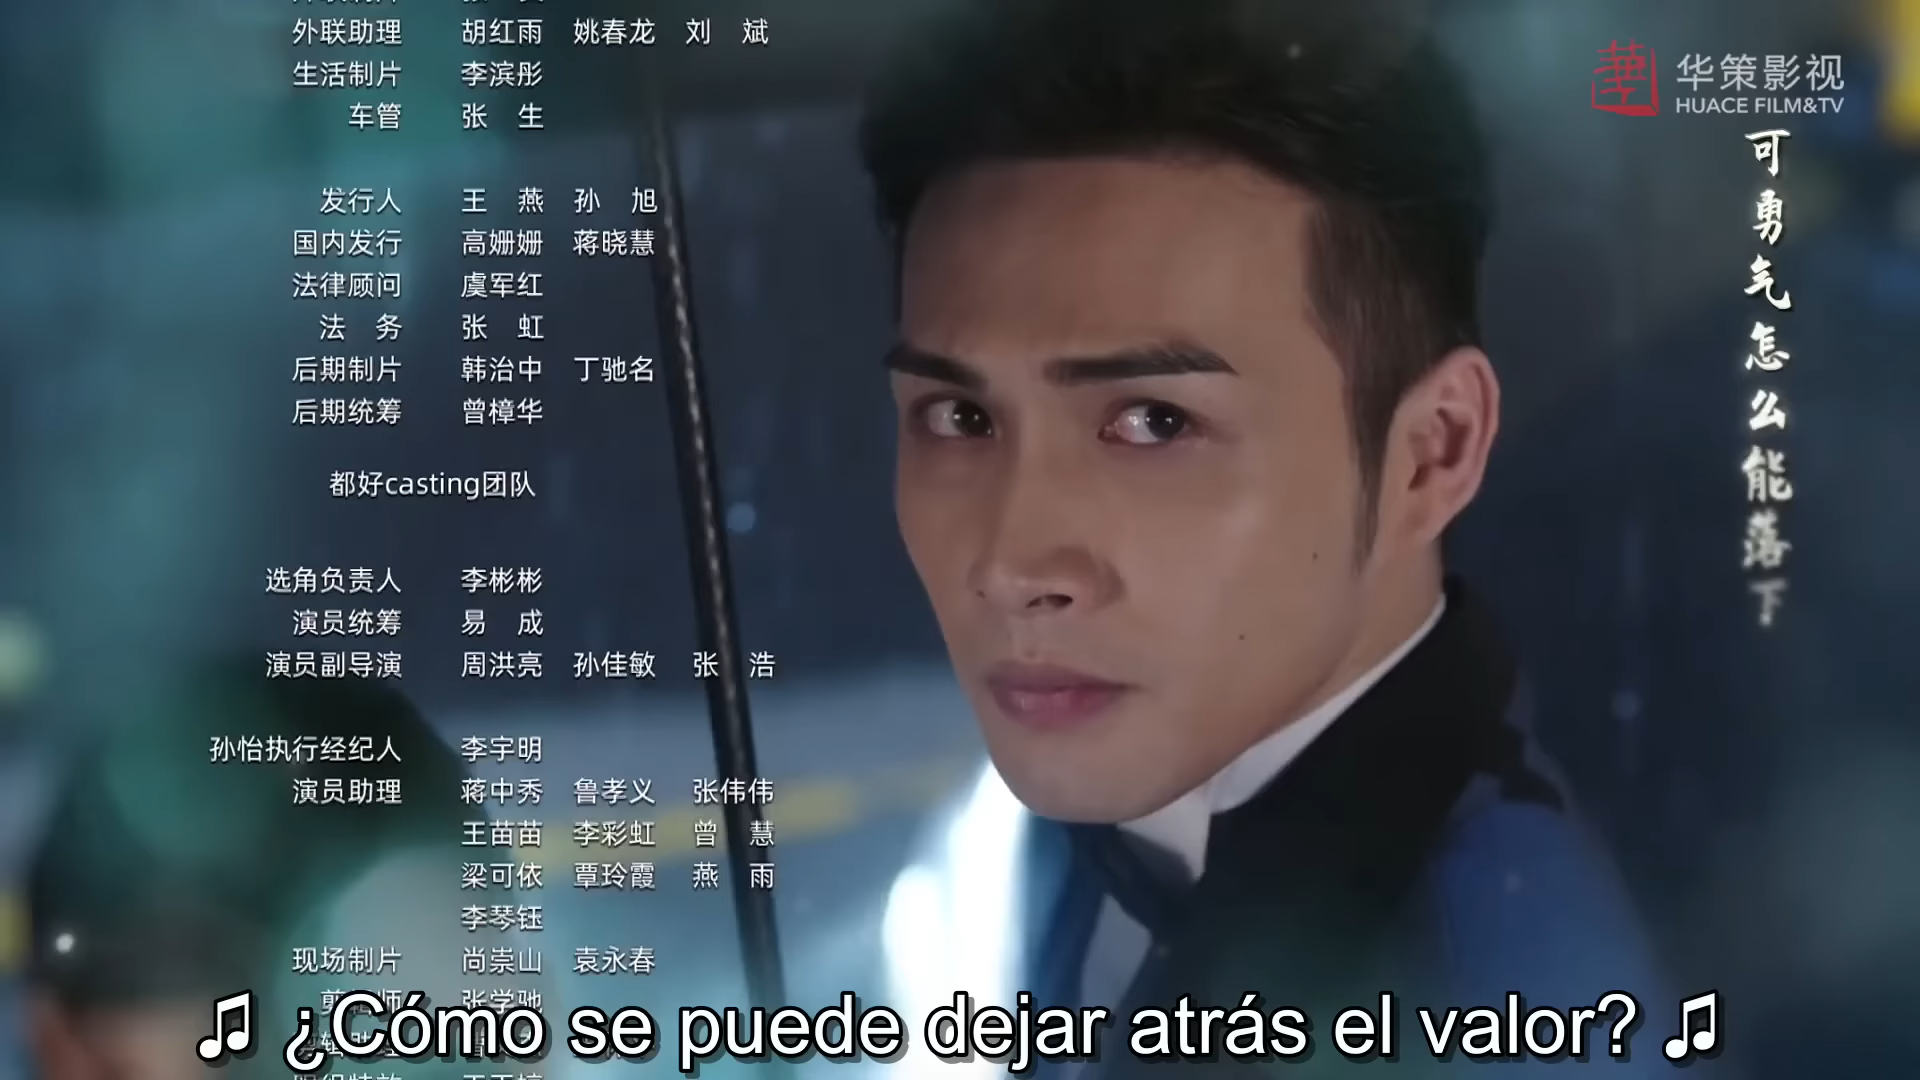 外联助理 胡红雨 姚春龙 刘 斌
生活制片 李滨彤
车管 张 生
发行人 王 燕 孙 旭
国内发行 高姗姗 蒋晓慧
法律顾问 虞军红
法 务 张 虹
后期制片 韩治中 丁驰名
后期统筹 曾樟华
都好casting团队
选角负责人 李彬彬
演员统筹 易 成
演员副导演 周洪亮 孙佳敏 张 浩
孙怡执行经纪人 李宇明
演员助理 蒋中秀 鲁孝义 张伟伟
王苗苗 李彩虹 曾 慧
梁可依 覃玲霞 燕 雨
李琴钰
现场制片 尚崇山 袁永春
张学驰
華
华策影视
HUACE FILM&TV
可勇气怎么能落下
♫ ¿Cómo se puede dejar atrás el valor? ♫